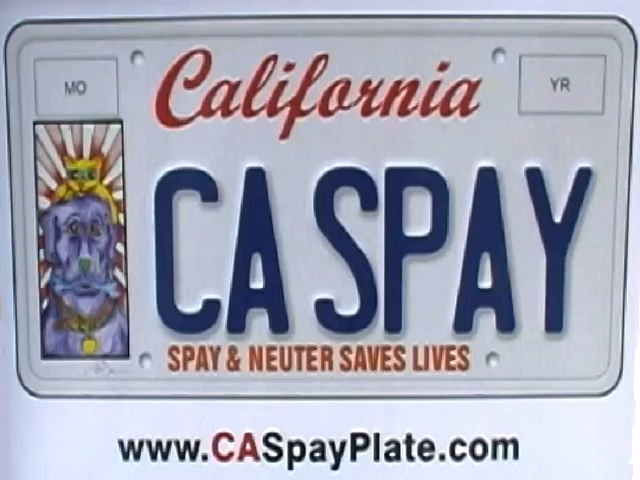 MO
California
YR
CA SPAY
SPAY & NEUTER SAVES LIVES
www.CASpayPlate.com